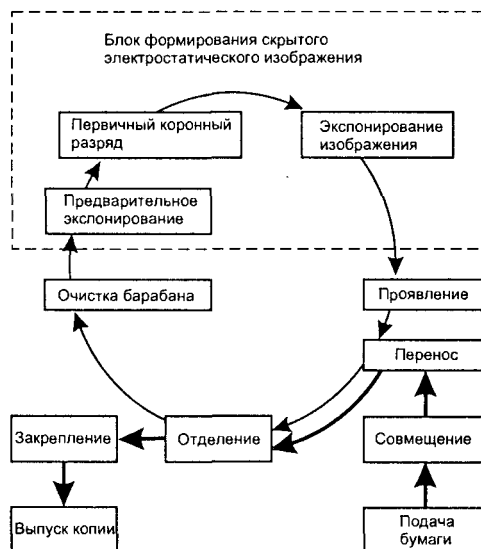 Блок формирования скрытого
электростатического изображения
Первичный коронный
разряд
Экспонирование
изображения
Предварительное
экспонирование
Очистка барабана
Проявление
Перенос
Закрепление
Отделение
Совмещение
Выпуск копии
Подача
бумаги